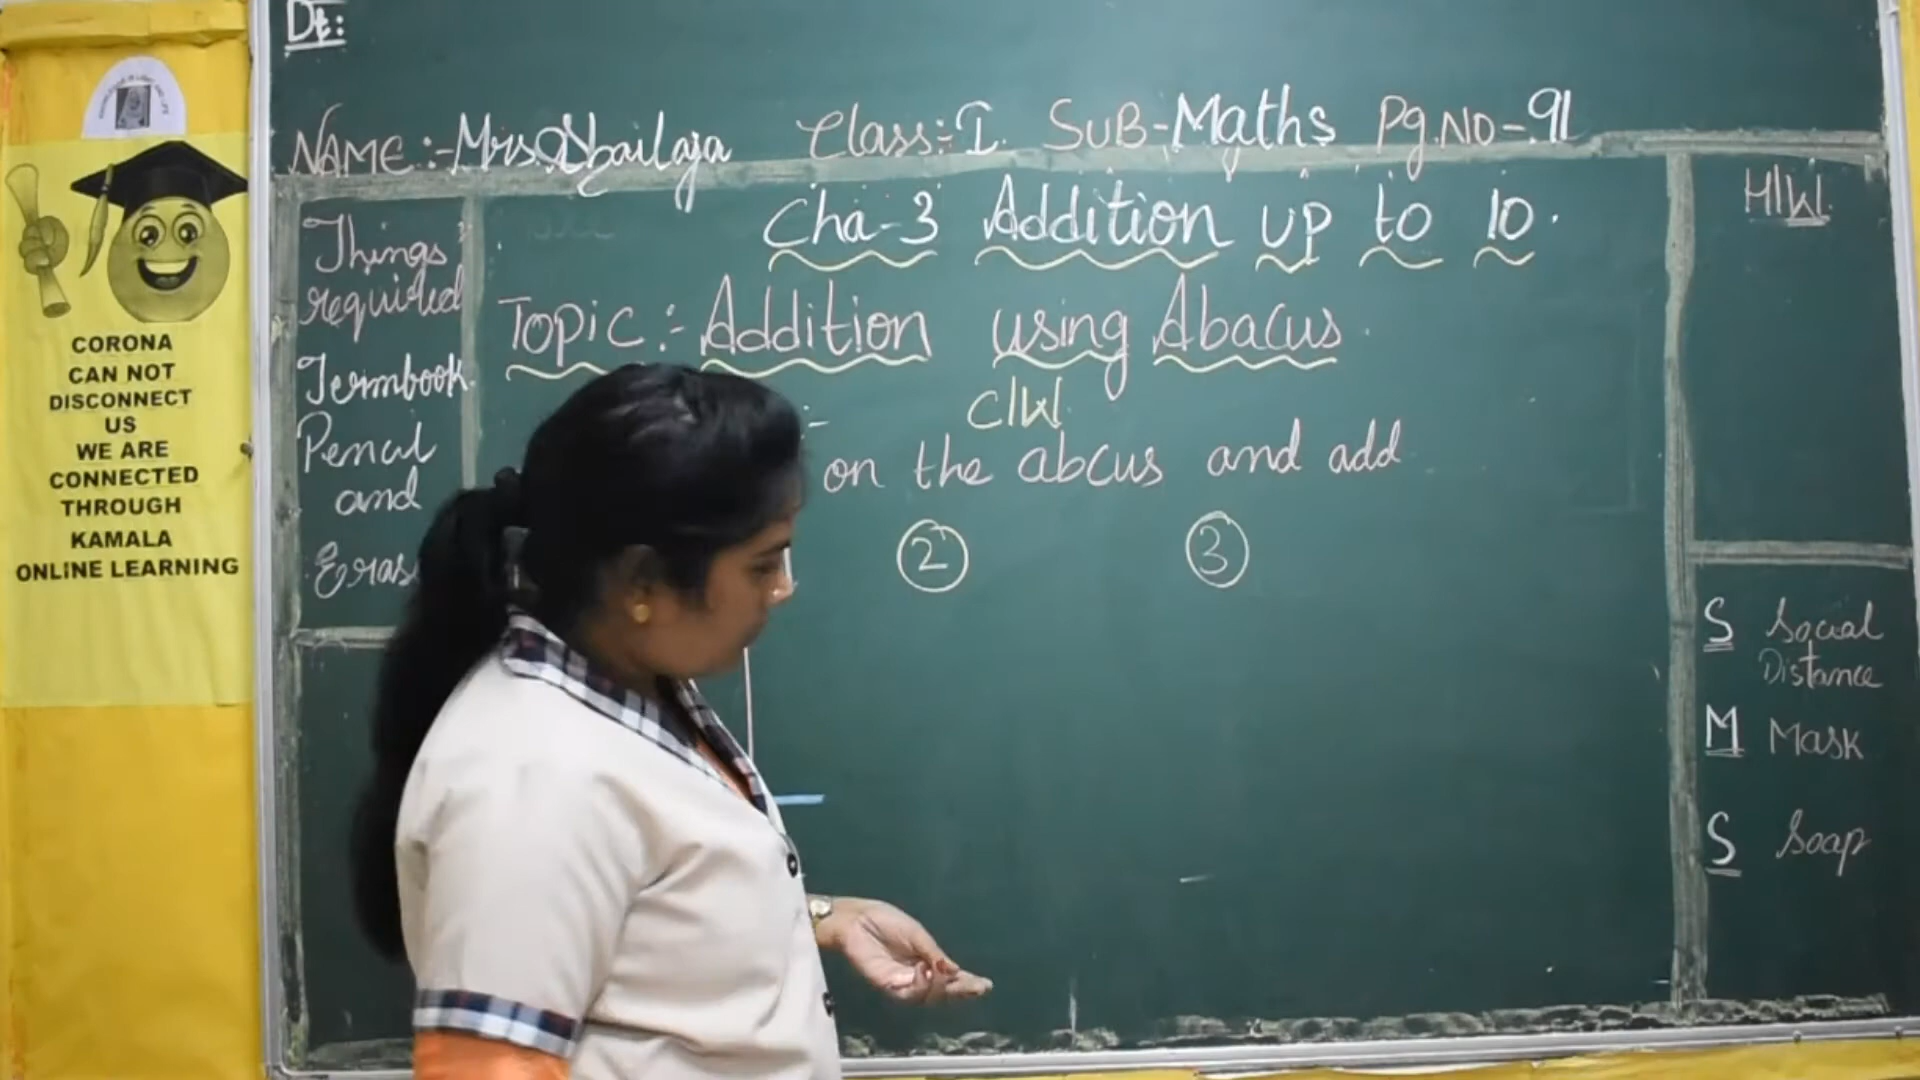 Dt:
NAME:- Mrs. Shailaja Class:- I. SUB-Maths Pg.NO-91
Cha-3 Addition up to 10.
Topic:- Addition using Abacus.
C/W
on the abcus and add
2 3
Things
required
Termbook.
Pencil
and
Eras
H/W.
S Social
Distance
M Mask
S Soap
CORONA
CAN NOT
DISCONNECT
US
WE ARE
CONNECTED
THROUGH
KAMALA
ONLINE LEARNING